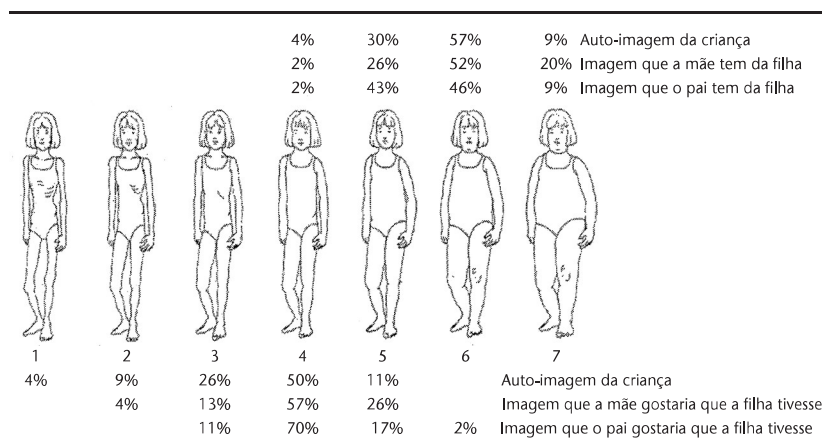 4% 30% 57% 9% Auto-imagem da criança
2% 26% 52% 20% Imagem que a mãe tem da filha
2% 43% 46% 9% Imagem que o pai tem da filha
1 2 3 4 5 6 7
4% 9% 26% 50% 11% Auto-imagem da criança
4% 13% 57% 26% Imagem que a mãe gostaria que a filha tivesse
11% 70% 17% 2% Imagem que o pai gostaria que a filha tivesse